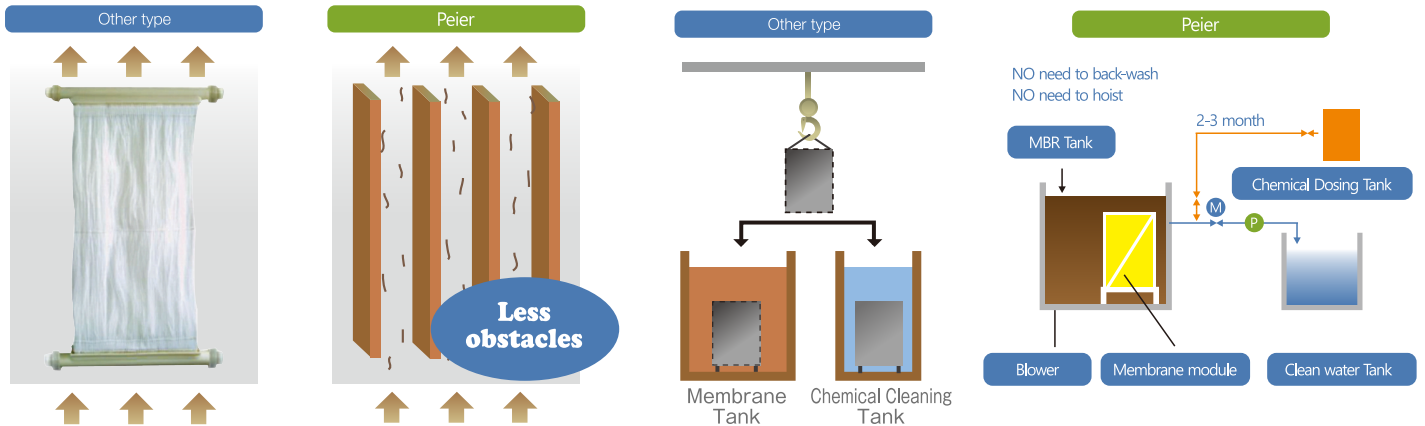 Other type
Peier
Less
obstacles
Other type
Membrane
Tank
Chemical Cleaning
Tank
Peier
NO need to back-wash
NO need to hoist
2-3 month
MBR Tank
Chemical Dosing Tank
M
P
Blower
Membrane module
Clean water Tank